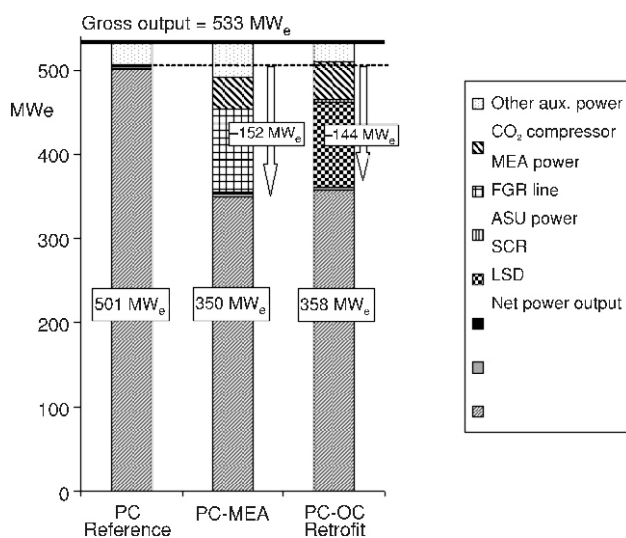 Gross output = 533 MWe
500
MWe
400
300
200
100
0
–152 MWe
–144 MWe
501 MWe
350 MWe
358 MWe
PC
Reference
PC-MEA
PC-OC
Retrofit
Other aux. power
CO2 compressor
MEA power
FGR line
ASU power
SCR
LSD
Net power output